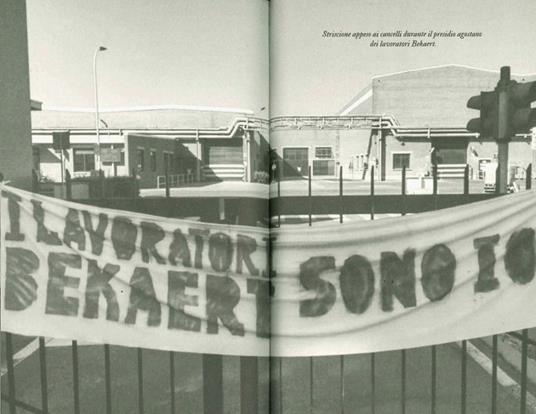 Striscione appeso ai cancelli durante il presidio agostano
dei lavoratori Bekaert.
I LAVORATORI
BEKAERT SONO IO